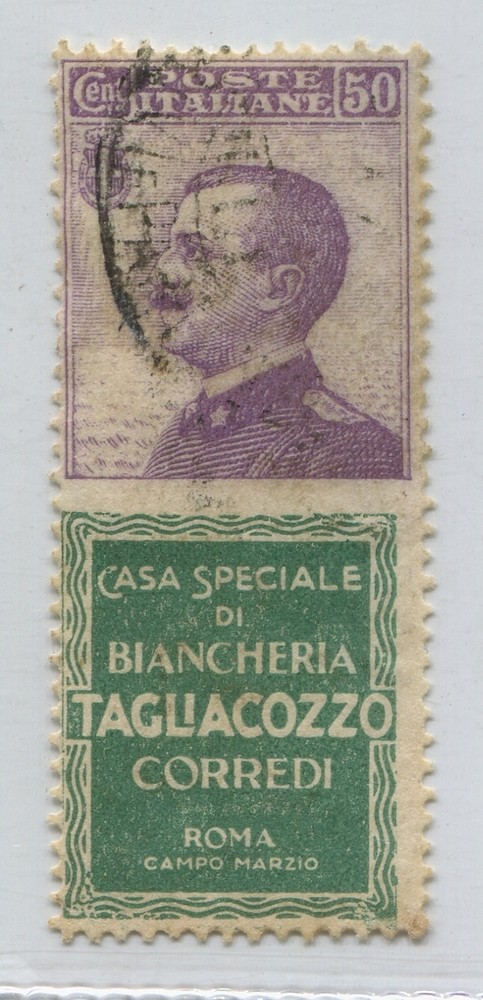 POSTE
Cent. ITALIANE 50
CASA SPECIALE
DI
BIANCHERIA
TAGLIACOZZO
CORREDI
ROMA
CAMPO MARZIO